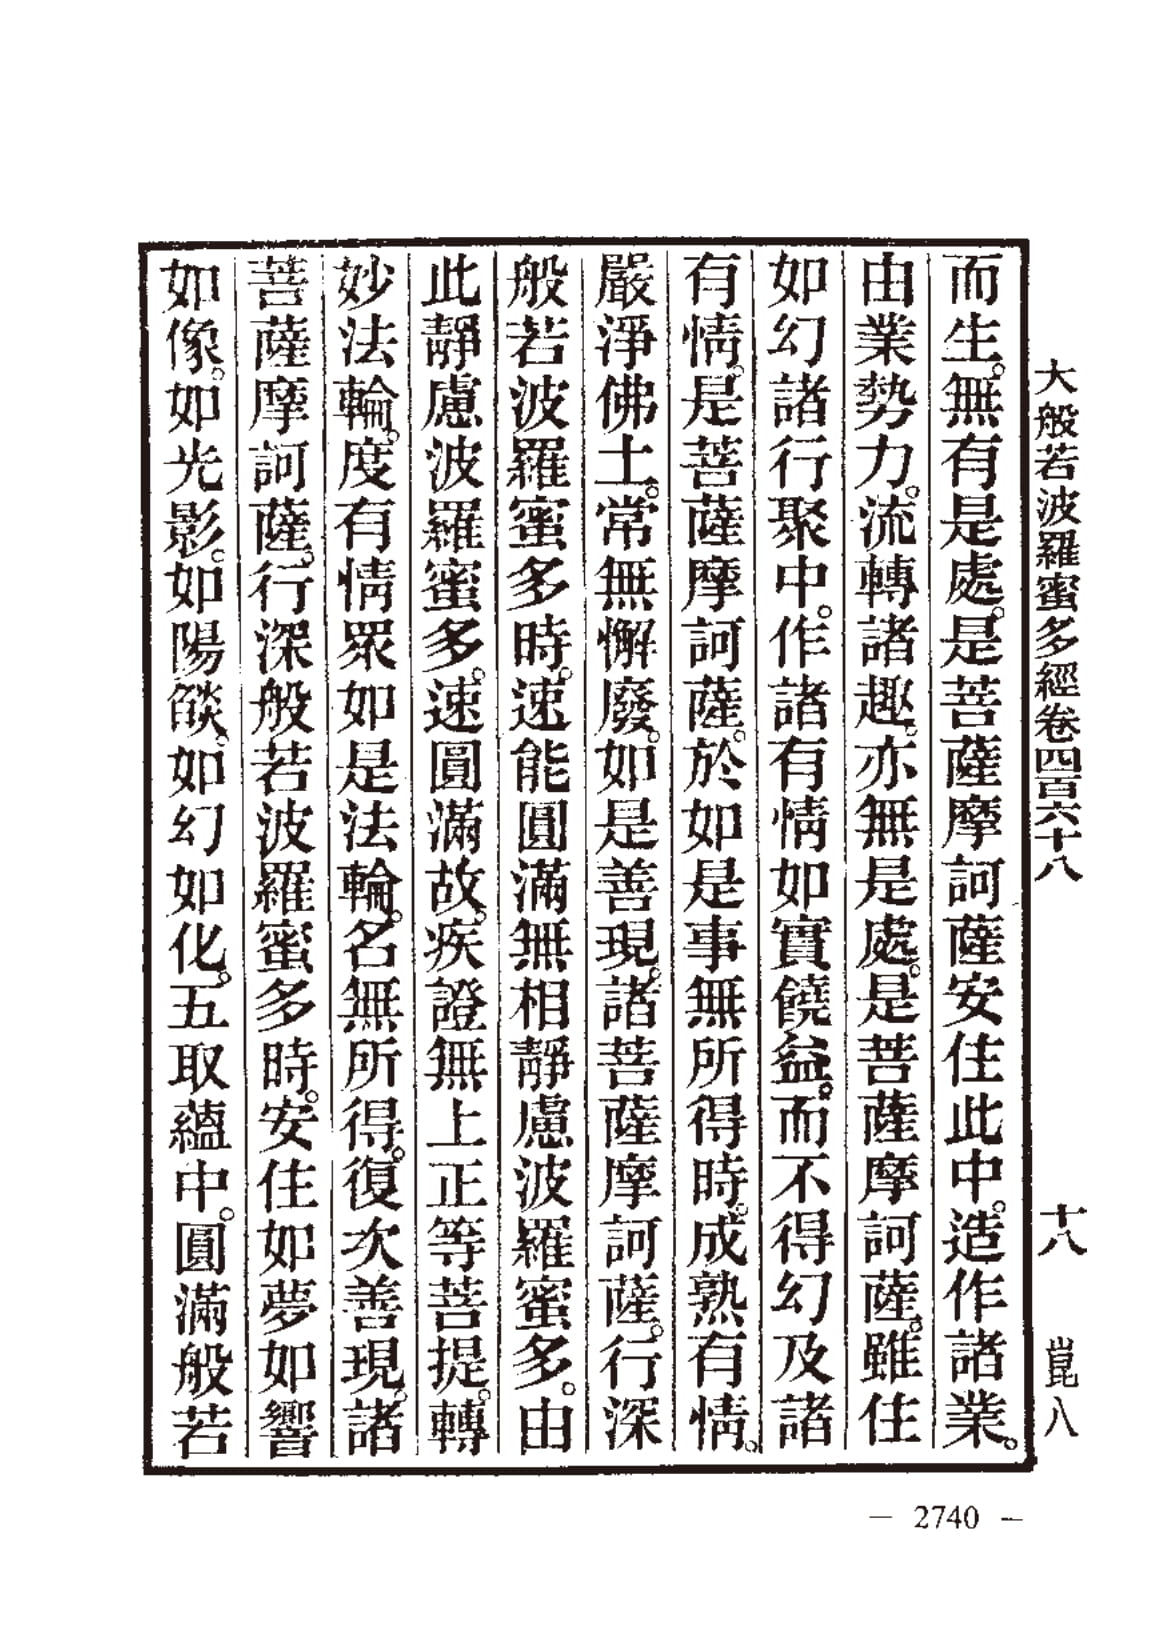 大般若波羅蜜多經卷四百六十八 十八 崑八
而生。無有是處。是菩薩摩訶薩安住此中。造作諸業。
由業勢力。流轉諸趣。亦無是處。是菩薩摩訶薩。雖住
如幻諸行聚中。作諸有情如實饒益。而不得幻及諸
有情。是菩薩摩訶薩。於如是事無所得時。成熟有情。
嚴淨佛土。常無懈廢。如是善現。諸菩薩摩訶薩。行深
般若波羅蜜多時。速能圓滿無相靜慮波羅蜜多。由
此靜慮波羅蜜多。速圓滿故。疾證無上正等菩提。轉
妙法輪。度有情眾如是法輪。名無所得。復次善現。諸
菩薩摩訶薩。行深般若波羅蜜多時。安住如夢如響
如像。如光影。如陽燄。如幻如化。五取蘊中。圓滿般若
— 2740 —